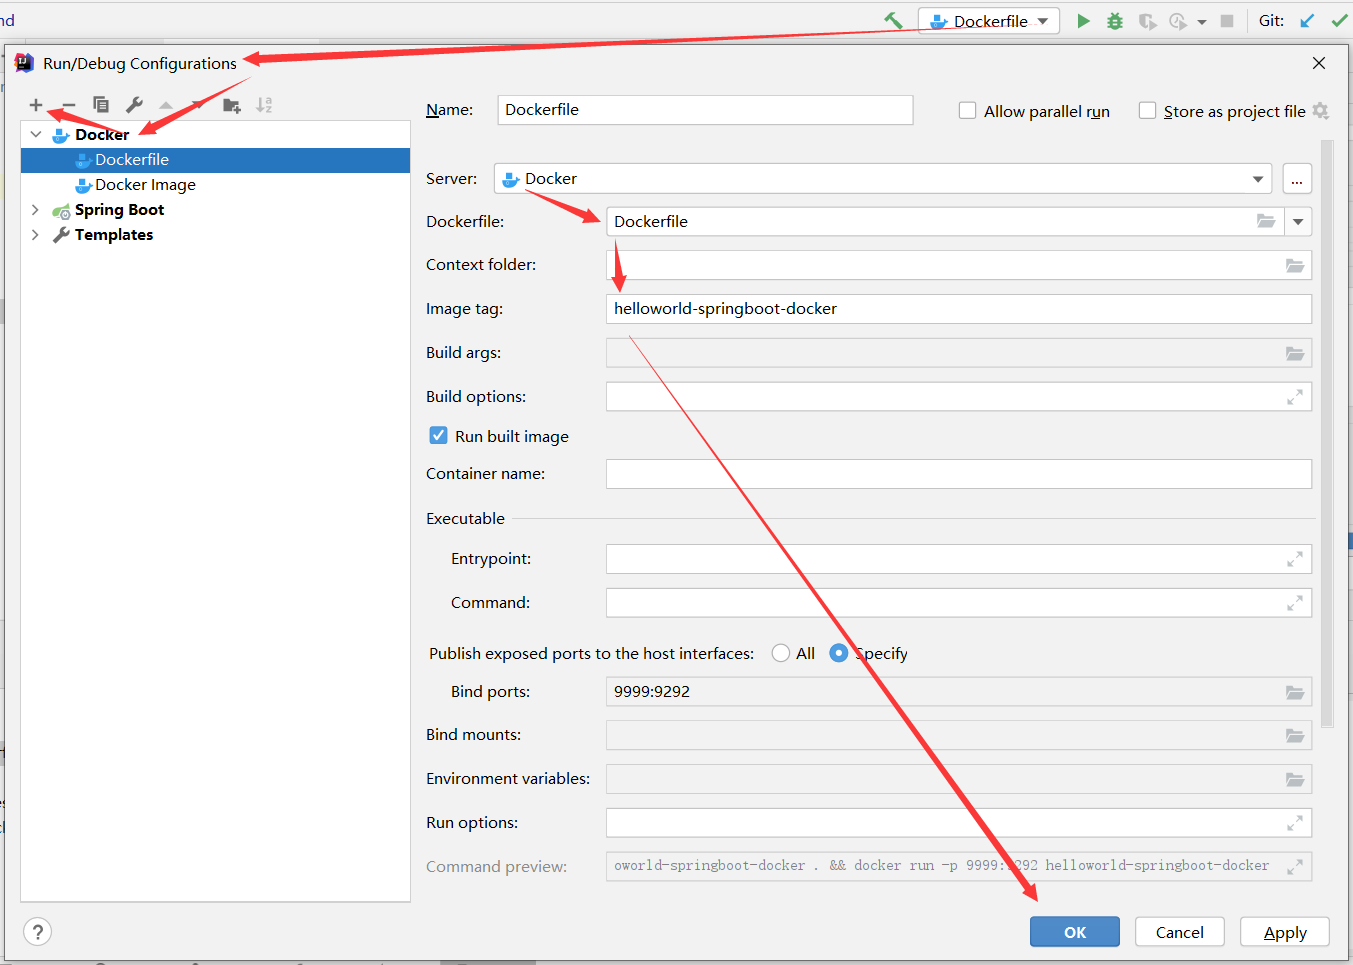 nd
Dockerfile
Git:
Run/Debug Configurations
Docker
Dockerfile
Docker Image
Spring Boot
Templates
Name: Dockerfile
Allow parallel run
Store as project file
Server: Docker
...
Dockerfile: Dockerfile
Context folder:
Image tag: helloworld-springboot-docker
Build args:
Build options:
Run built image
Container name:
Executable
Entrypoint:
Command:
Publish exposed ports to the host interfaces: All Specify
Bind ports: 9999:9292
Bind mounts:
Environment variables:
Run options:
Command preview: oworld-springboot-docker . && docker run -p 9999:9292 helloworld-springboot-docker
?
OK
Cancel
Apply